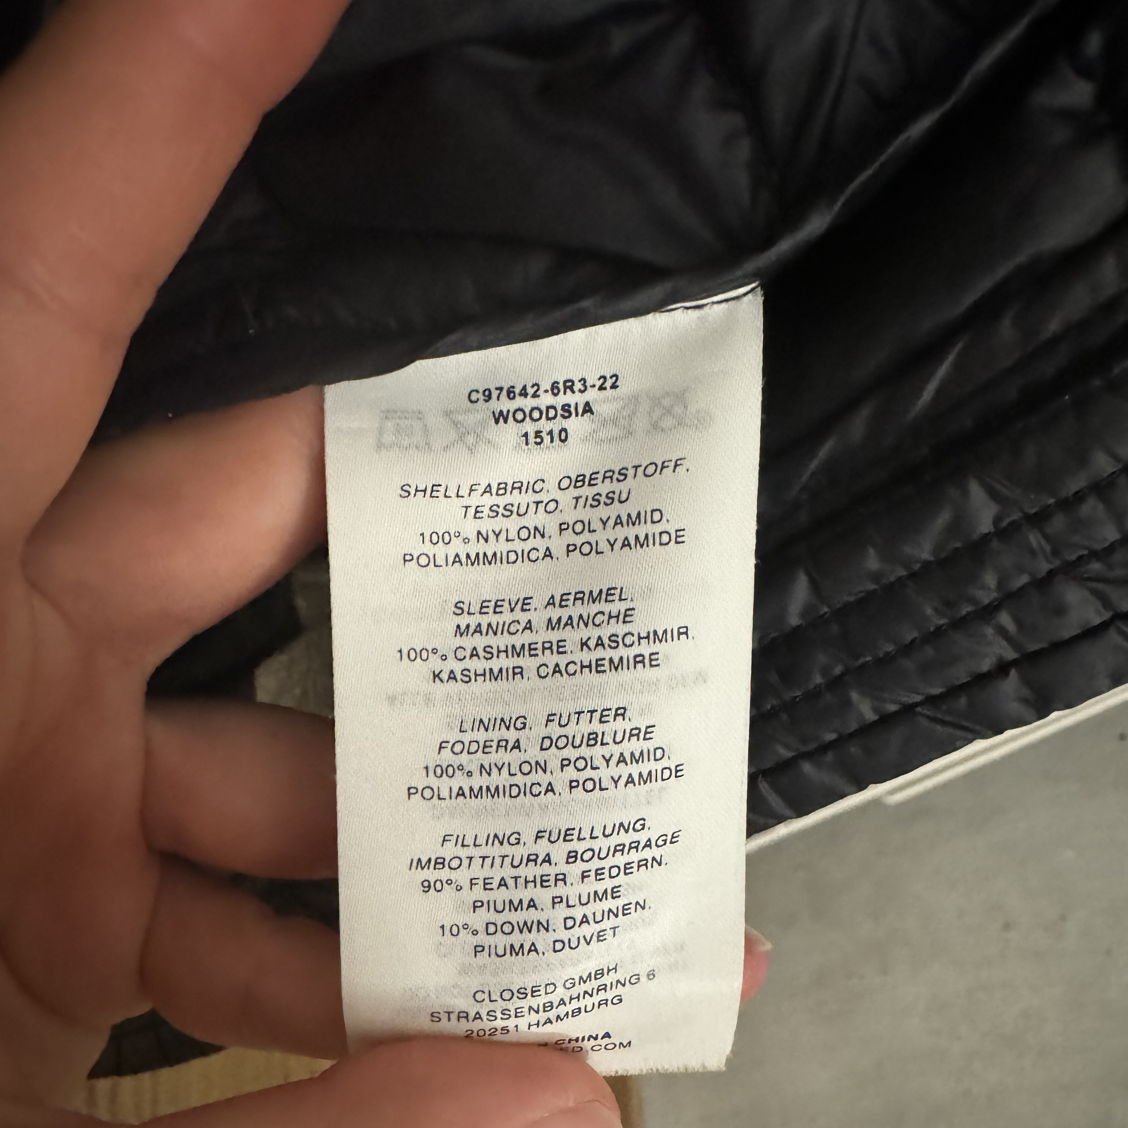 C97642-6R3-22
WOODSIA
1510
SHELLFABRIC, OBERSTOFF,
TESSUTO, TISSU
100% NYLON, POLYAMID,
POLIAMMIDICA, POLYAMIDE
SLEEVE, AERMEL,
MANICA, MANCHE
100% CASHMERE, KASCHMIR,
KASHMIR, CACHEMIRE
LINING, FUTTER,
FODERA, DOUBLURE
100% NYLON, POLYAMID,
POLIAMMIDICA, POLYAMIDE
FILLING, FUELLUNG,
IMBOTTITURA, BOURRAGE
90% FEATHER, FEDERN,
PIUMA, PLUME
10% DOWN, DAUNEN,
PIUMA, DUVET
CLOSED GMBH
STRASSENBAHNRING 6
20251 HAMBURG
CHINA